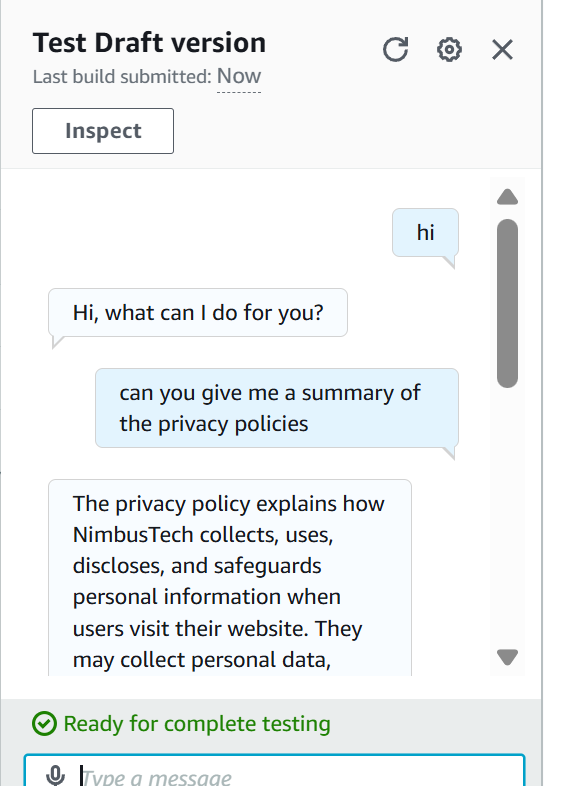 Test Draft version
Last build submitted: Now
Inspect
hi
Hi, what can I do for you?
can you give me a summary of
the privacy policies
The privacy policy explains how
NimbusTech collects, uses,
discloses, and safeguards
personal information when
users visit their website. They
may collect personal data,
Ready for complete testing
Type a message